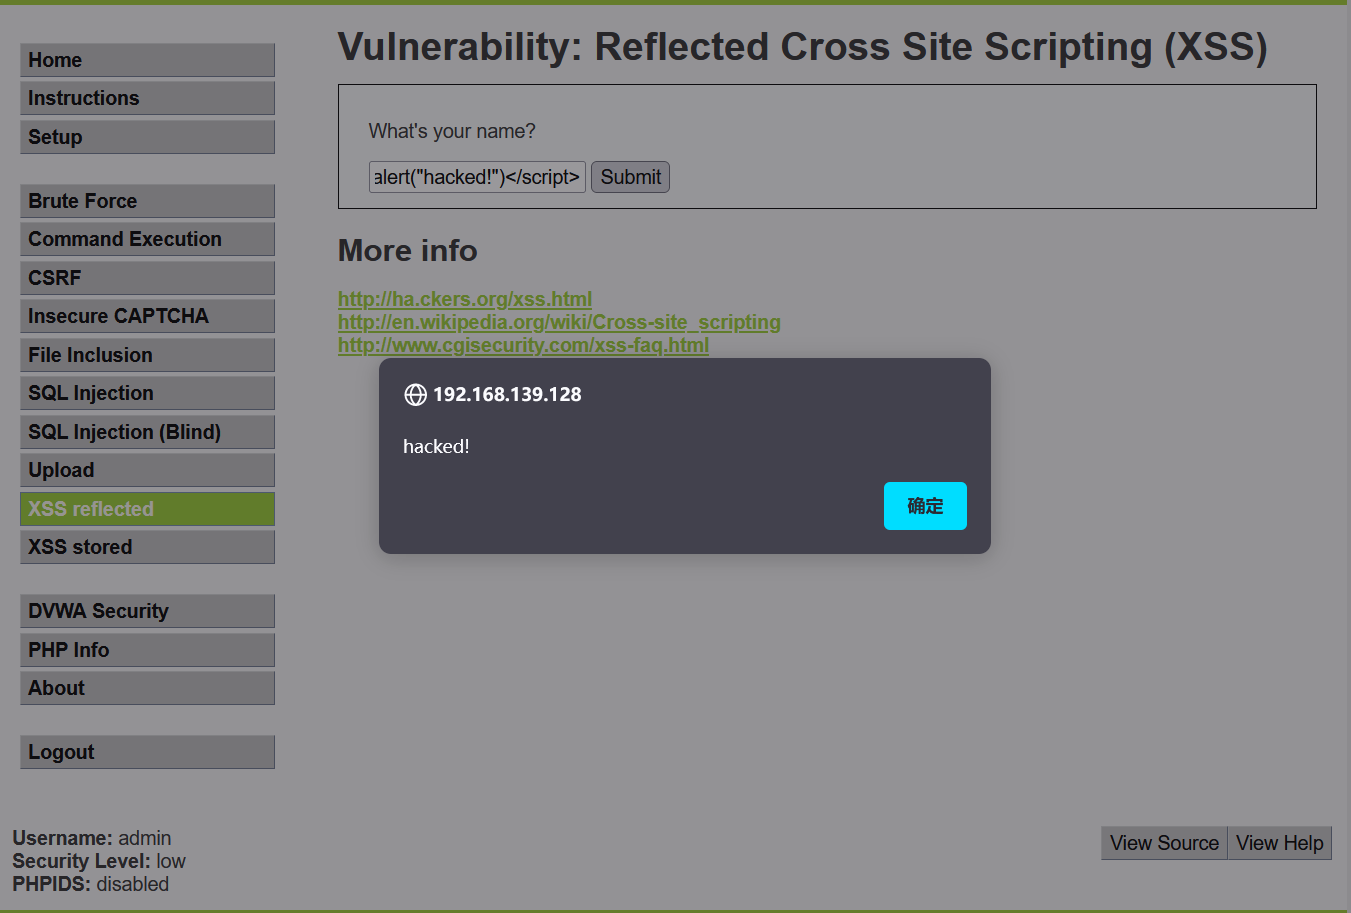 Home
Instructions
Setup
Brute Force
Command Execution
CSRF
Insecure CAPTCHA
File Inclusion
SQL Injection
SQL Injection (Blind)
Upload
XSS reflected
XSS stored
DVWA Security
PHP Info
About
Logout
Vulnerability: Reflected Cross Site Scripting (XSS)
What's your name?
alert("hacked!")</script> Submit
More info
http://ha.ckers.org/xss.html
http://en.wikipedia.org/wiki/Cross-site_scripting
http://www.cgisecurity.com/xss-faq.html
192.168.139.128
hacked!
确定
Username: admin
Security Level: low
PHPIDS: disabled
View Source View Help